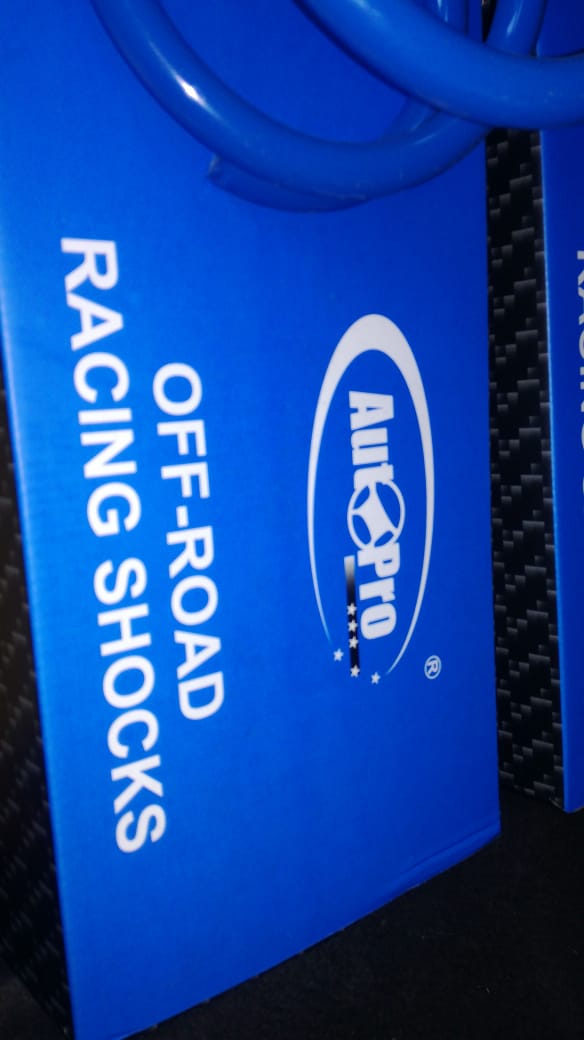 AutoPro
®
OFF-ROAD
RACING SHOCKS